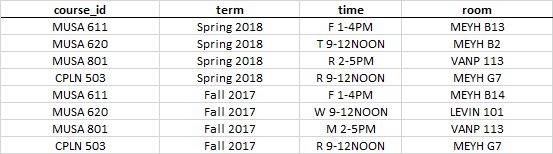 course_id term time room
MUSA 611 Spring 2018 F 1-4PM MEYH B13
MUSA 620 Spring 2018 T 9-12NOON MEYH B2
MUSA 801 Spring 2018 R 2-5PM VANP 113
CPLN 503 Spring 2018 R 9-12NOON MEYH G7
MUSA 611 Fall 2017 F 1-4PM MEYH B14
MUSA 620 Fall 2017 W 9-12NOON LEVIN 101
MUSA 801 Fall 2017 M 2-5PM VANP 113
CPLN 503 Fall 2017 R 9-12NOON MEYH G7